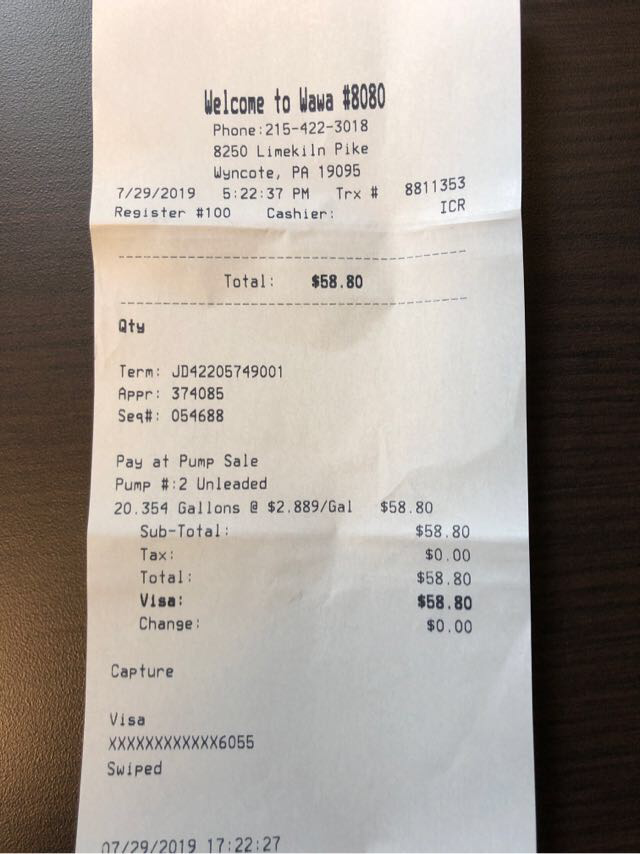 Welcome to Wawa #8080
Phone:215-422-3018
8250 Limekiln Pike
Wyncote, PA 19095
7/29/2019 5:22:37 PM Trx # 8811353
Register #100 Cashier: ICR
Total: $58.80
Qty
Term: JD42205749001
Appr: 374085
Seq#: 054688
Pay at Pump Sale
Pump #:2 Unleaded
20.354 Gallons @ $2.889/Gal $58.80
Sub-Total: $58.80
Tax: $0.00
Total: $58.80
Visa: $58.80
Change: $0.00
Capture
Visa
XXXXXXXXXXXX6055
Swiped
07/29/2019 17:22:27